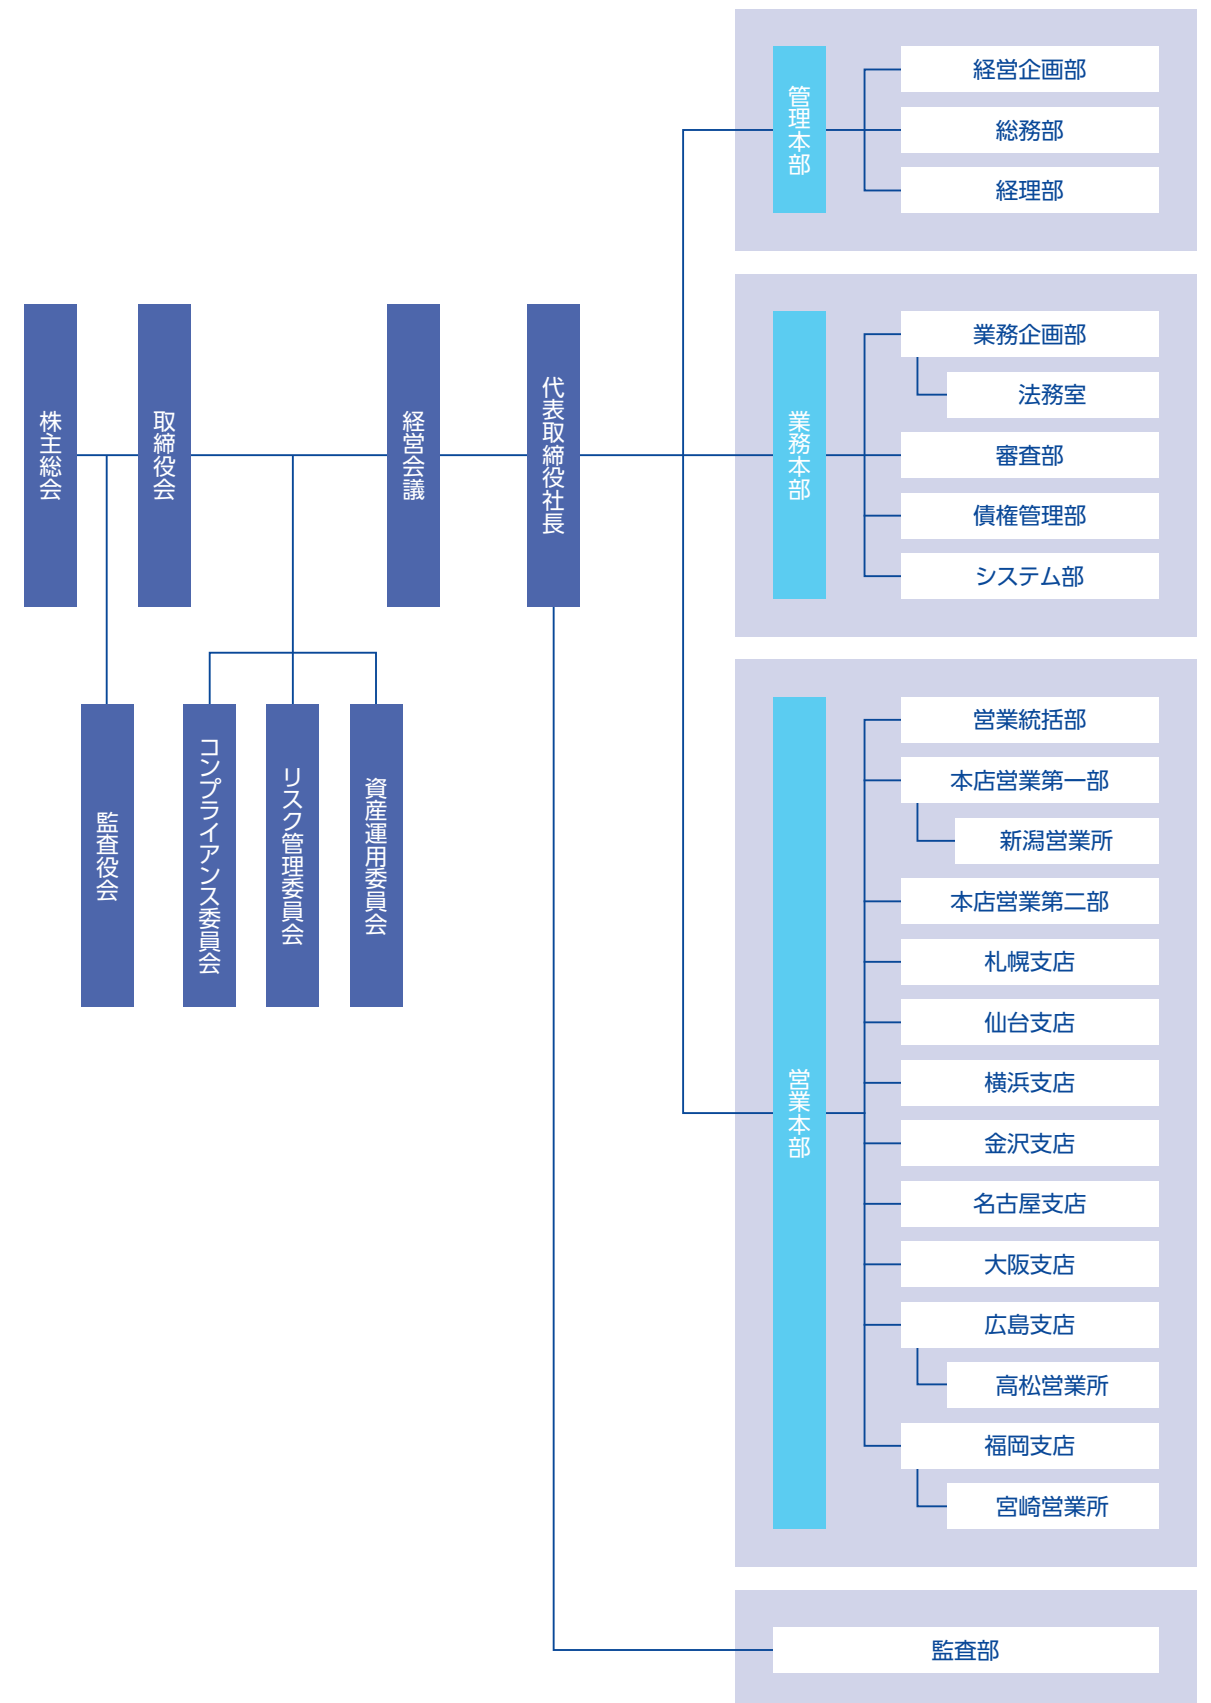 株主総会
取締役会
経営会議
代表取締役社長
監査役会
コンプライアンス委員会
リスク管理委員会
資産運用委員会
管理本部
経営企画部
総務部
経理部
業務本部
業務企画部
法務室
審査部
債権管理部
システム部
営業本部
営業統括部
本店営業第一部
新潟営業所
本店営業第二部
札幌支店
仙台支店
横浜支店
金沢支店
名古屋支店
大阪支店
広島支店
高松営業所
福岡支店
宮崎営業所
監査部